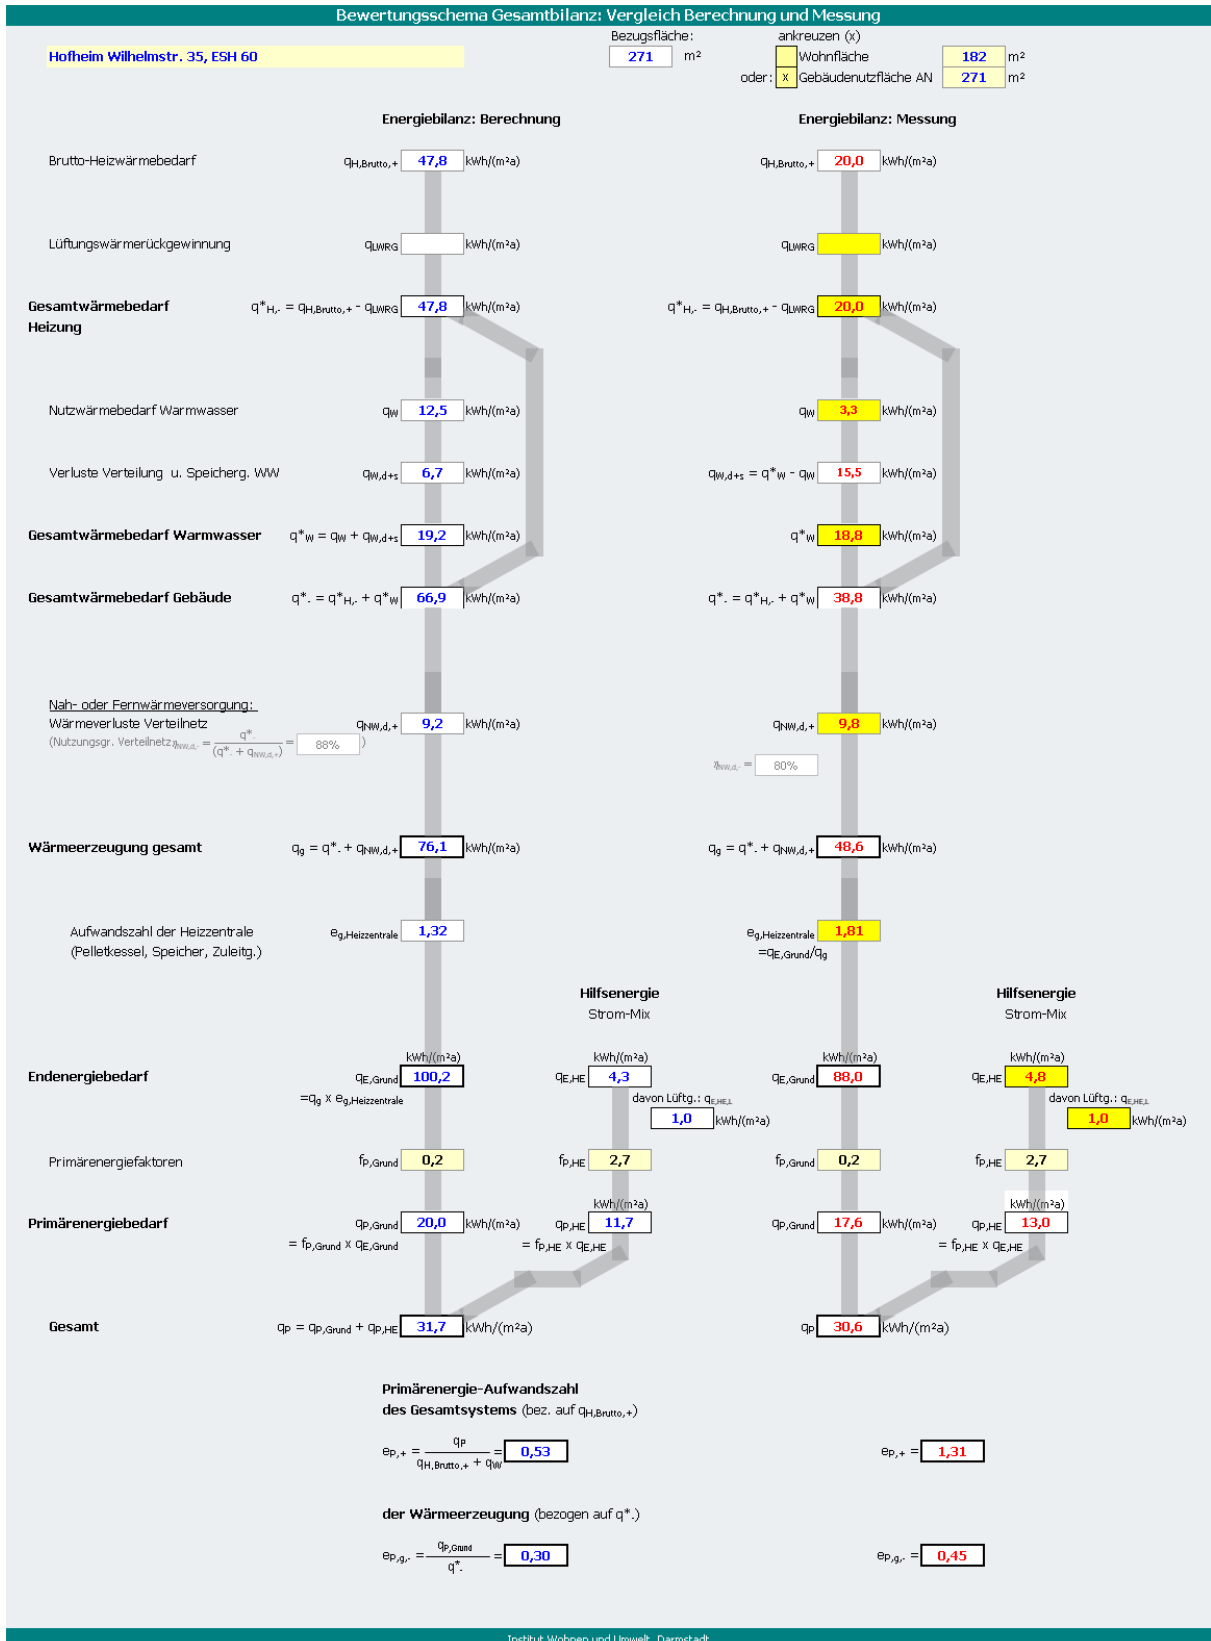 Bewertungsschema Gesamtbilanz: Vergleich Berechnung und Messung
Bezugsfläche: ankreuzen (x)
Hofheim Wilhelmstr. 35, ESH 60 271 m² Wohnfläche 182 m²
oder: x Gebäudenutzfläche AN 271 m²
Energiebilanz: Berechnung Energiebilanz: Messung
Brutto-Heizwärmebedarf qH,Brutto,+ 47,8 kWh/(m²a) qH,Brutto,+ 20,0 kWh/(m²a)
Lüftungswärmerückgewinnung qLWRG kWh/(m²a) qLWRG kWh/(m²a)
Gesamtwärmebedarf q*H,- = qH,Brutto,+ - qLWRG 47,8 kWh/(m²a) q*H,- = qH,Brutto,+ - qLWRG 20,0 kWh/(m²a)
Heizung
Nutzwärmebedarf Warmwasser qW 12,5 kWh/(m²a) qW 3,3 kWh/(m²a)
Verluste Verteilung u. Speicherg. WW qW,d+s 6,7 kWh/(m²a) qW,d+s = q*W - qW 15,5 kWh/(m²a)
Gesamtwärmebedarf Warmwasser q*W = qW + qW,d+s 19,2 kWh/(m²a) q*W 18,8 kWh/(m²a)
Gesamtwärmebedarf Gebäude q*- = q*H,- + q*W 66,9 kWh/(m²a) q*- = q*H,- + q*W 38,8 kWh/(m²a)
Nah- oder Fernwärmeversorgung:
Wärmeverluste Verteilnetz qNW,d,+ 9,2 kWh/(m²a) qNW,d,+ 9,8 kWh/(m²a)
(Nutzungsgr. Verteilnetz ηNW,d,- = q*- / (q*- + qNW,d,+) = 88% )
ηNW,d,- = 80%
Wärmeerzeugung gesamt qg = q*- + qNW,d,+ 76,1 kWh/(m²a) qg = q*- + qNW,d,+ 48,6 kWh/(m²a)
Aufwandszahl der Heizzentrale eg,Heizzentrale 1,32 eg,Heizzentrale 1,81
(Pelletkessel, Speicher, Zuleitg.) =qE,Grund/qg
Hilfsenergie Hilfsenergie
Strom-Mix Strom-Mix
kWh/(m²a) kWh/(m²a) kWh/(m²a) kWh/(m²a)
Endenergiebedarf qE,Grund 100,2 qE,HE 4,3 qE,Grund 88,0 qE,HE 4,8
=qg x eg,Heizzentrale davon Lüftg.: qE,HE,L davon Lüftg.: qE,HE,L
1,0 kWh/(m²a) 1,0 kWh/(m²a)
Primärenergiefaktoren fP,Grund 0,2 fP,HE 2,7 fP,Grund 0,2 fP,HE 2,7
kWh/(m²a) kWh/(m²a)
Primärenergiebedarf qP,Grund 20,0 kWh/(m²a) qP,HE 11,7 qP,Grund 17,6 kWh/(m²a) qP,HE 13,0
= fP,Grund x qE,Grund = fP,HE x qE,HE = fP,HE x qE,HE
Gesamt qP = qP,Grund + qP,HE 31,7 kWh/(m²a) qP 30,6 kWh/(m²a)
Primärenergie-Aufwandszahl
des Gesamtsystems (bez. auf qH,Brutto,+)
eP,+ = qP / (qH,Brutto,+ + qW) = 0,53 eP,+ = 1,31
der Wärmeerzeugung (bezogen auf q*-)
eP,g,- = qP,Grund / q*- = 0,30 eP,g,- = 0,45
Institut Wohnen und Umwelt, Darmstadt